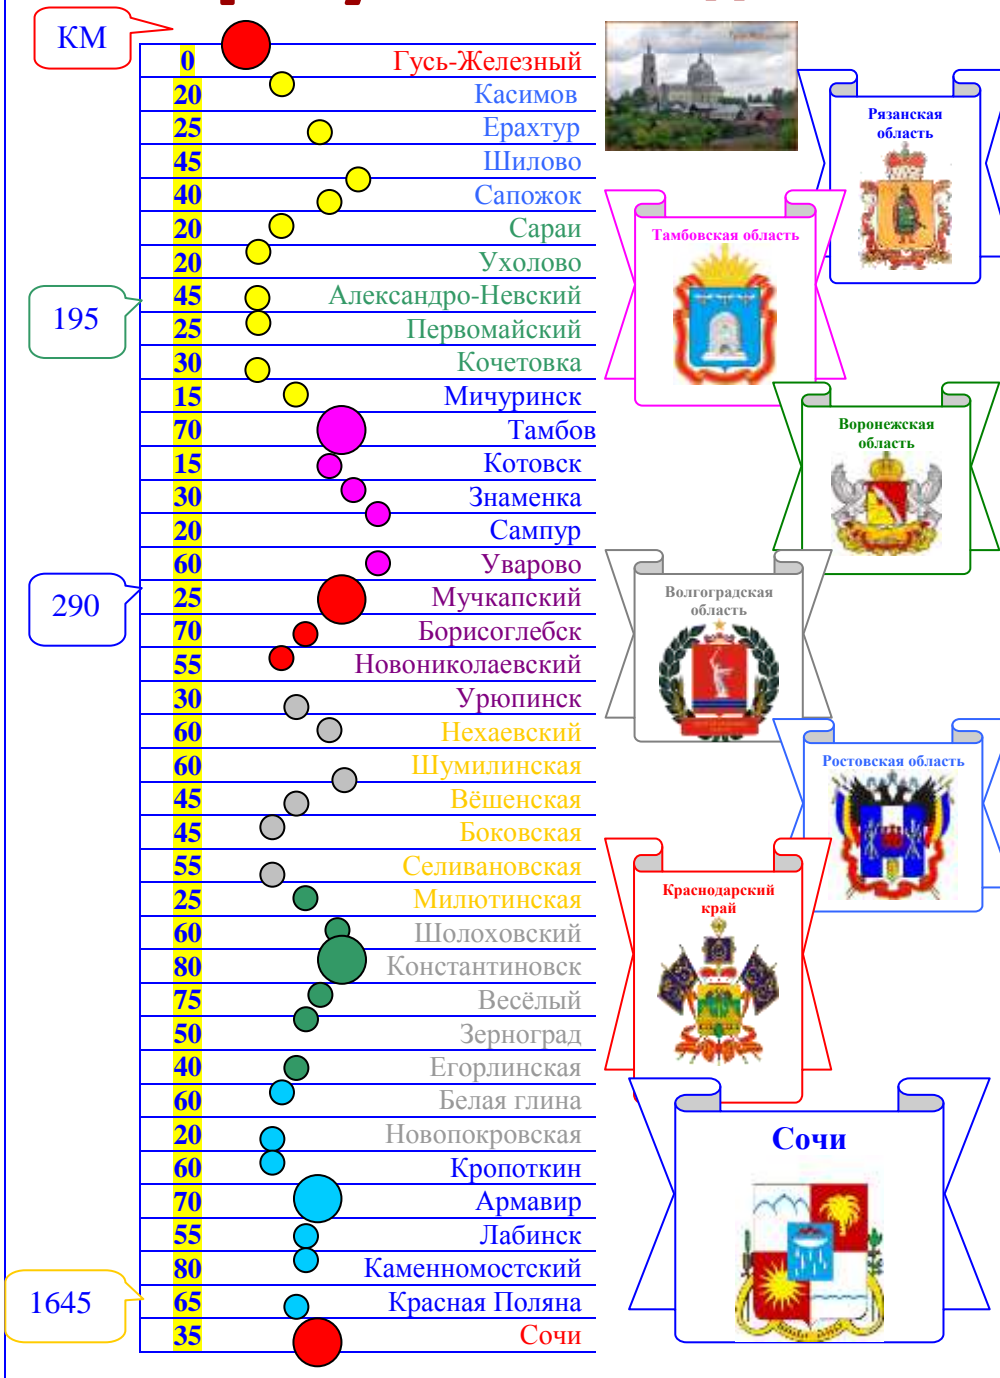 КМ
0 Гусь-Железный
20 Касимов
25 Ерахтур
45 Шилово
40 Сапожок
20 Сараи
20 Ухолово
45 Александро-Невский
25 Первомайский
30 Кочетовка
15 Мичуринск
70 Тамбов
15 Котовск
30 Знаменка
20 Сампур
60 Уварово
25 Мучкапский
70 Борисоглебск
55 Новониколаевский
30 Урюпинск
60 Нехаевский
60 Шумилинская
45 Вёшенская
45 Боковская
55 Селивановская
25 Милютинская
60 Шолоховский
80 Константиновск
75 Весёлый
50 Зерноград
40 Егорлинская
60 Белая глина
20 Новопокровская
60 Кропоткин
70 Армавир
55 Лабинск
80 Каменномостский
65 Красная Поляна
35 Сочи
195
290
1645
Рязанская
область
Тамбовская область
Воронежская
область
Волгоградская
область
Ростовская область
Краснодарский
край
Сочи